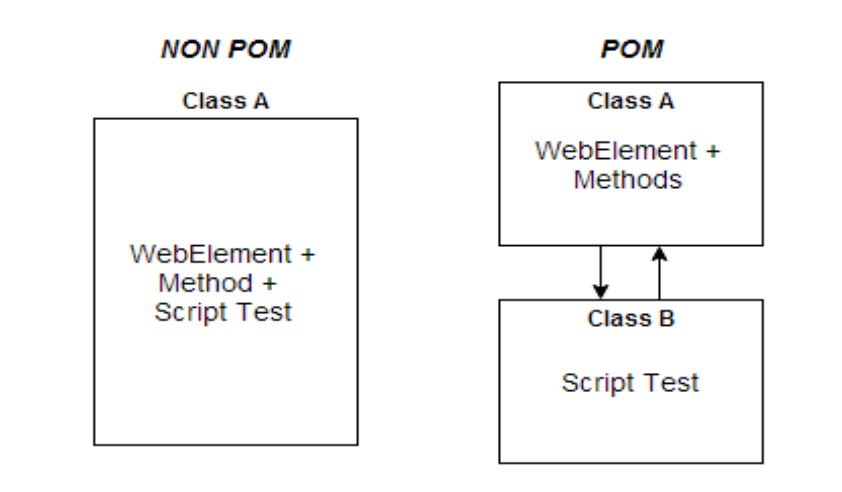 NON POM
Class A
WebElement +
Method +
Script Test
POM
Class A
WebElement +
Methods
Class B
Script Test